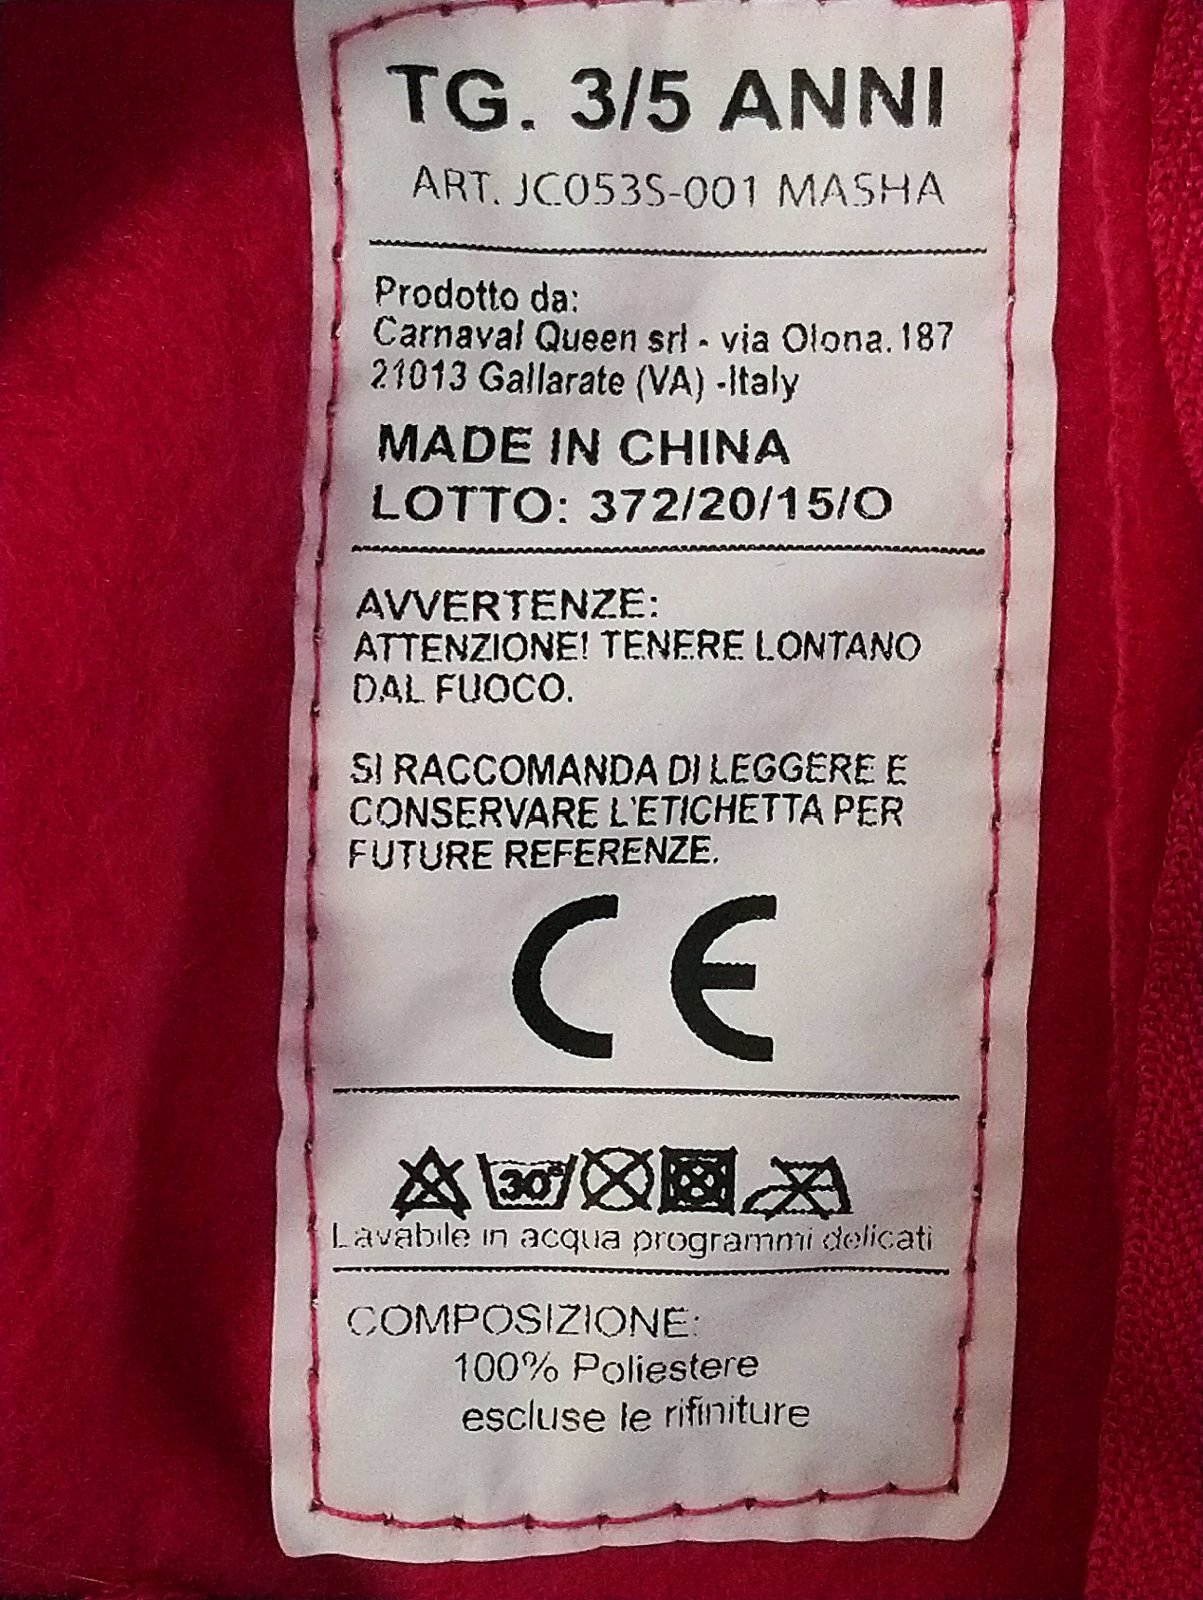 TG. 3/5 ANNI
ART. JC053S-001 MASHA
Prodotto da:
Carnaval Queen srl - via Olona. 187
21013 Gallarate (VA) -Italy
MADE IN CHINA
LOTTO: 372/20/15/O
AVVERTENZE:
ATTENZIONE! TENERE LONTANO
DAL FUOCO.
SI RACCOMANDA DI LEGGERE E
CONSERVARE L'ETICHETTA PER
FUTURE REFERENZE.
CE
30°
Lavabile in acqua programmi delicati
COMPOSIZIONE:
100% Poliestere
escluse le rifiniture